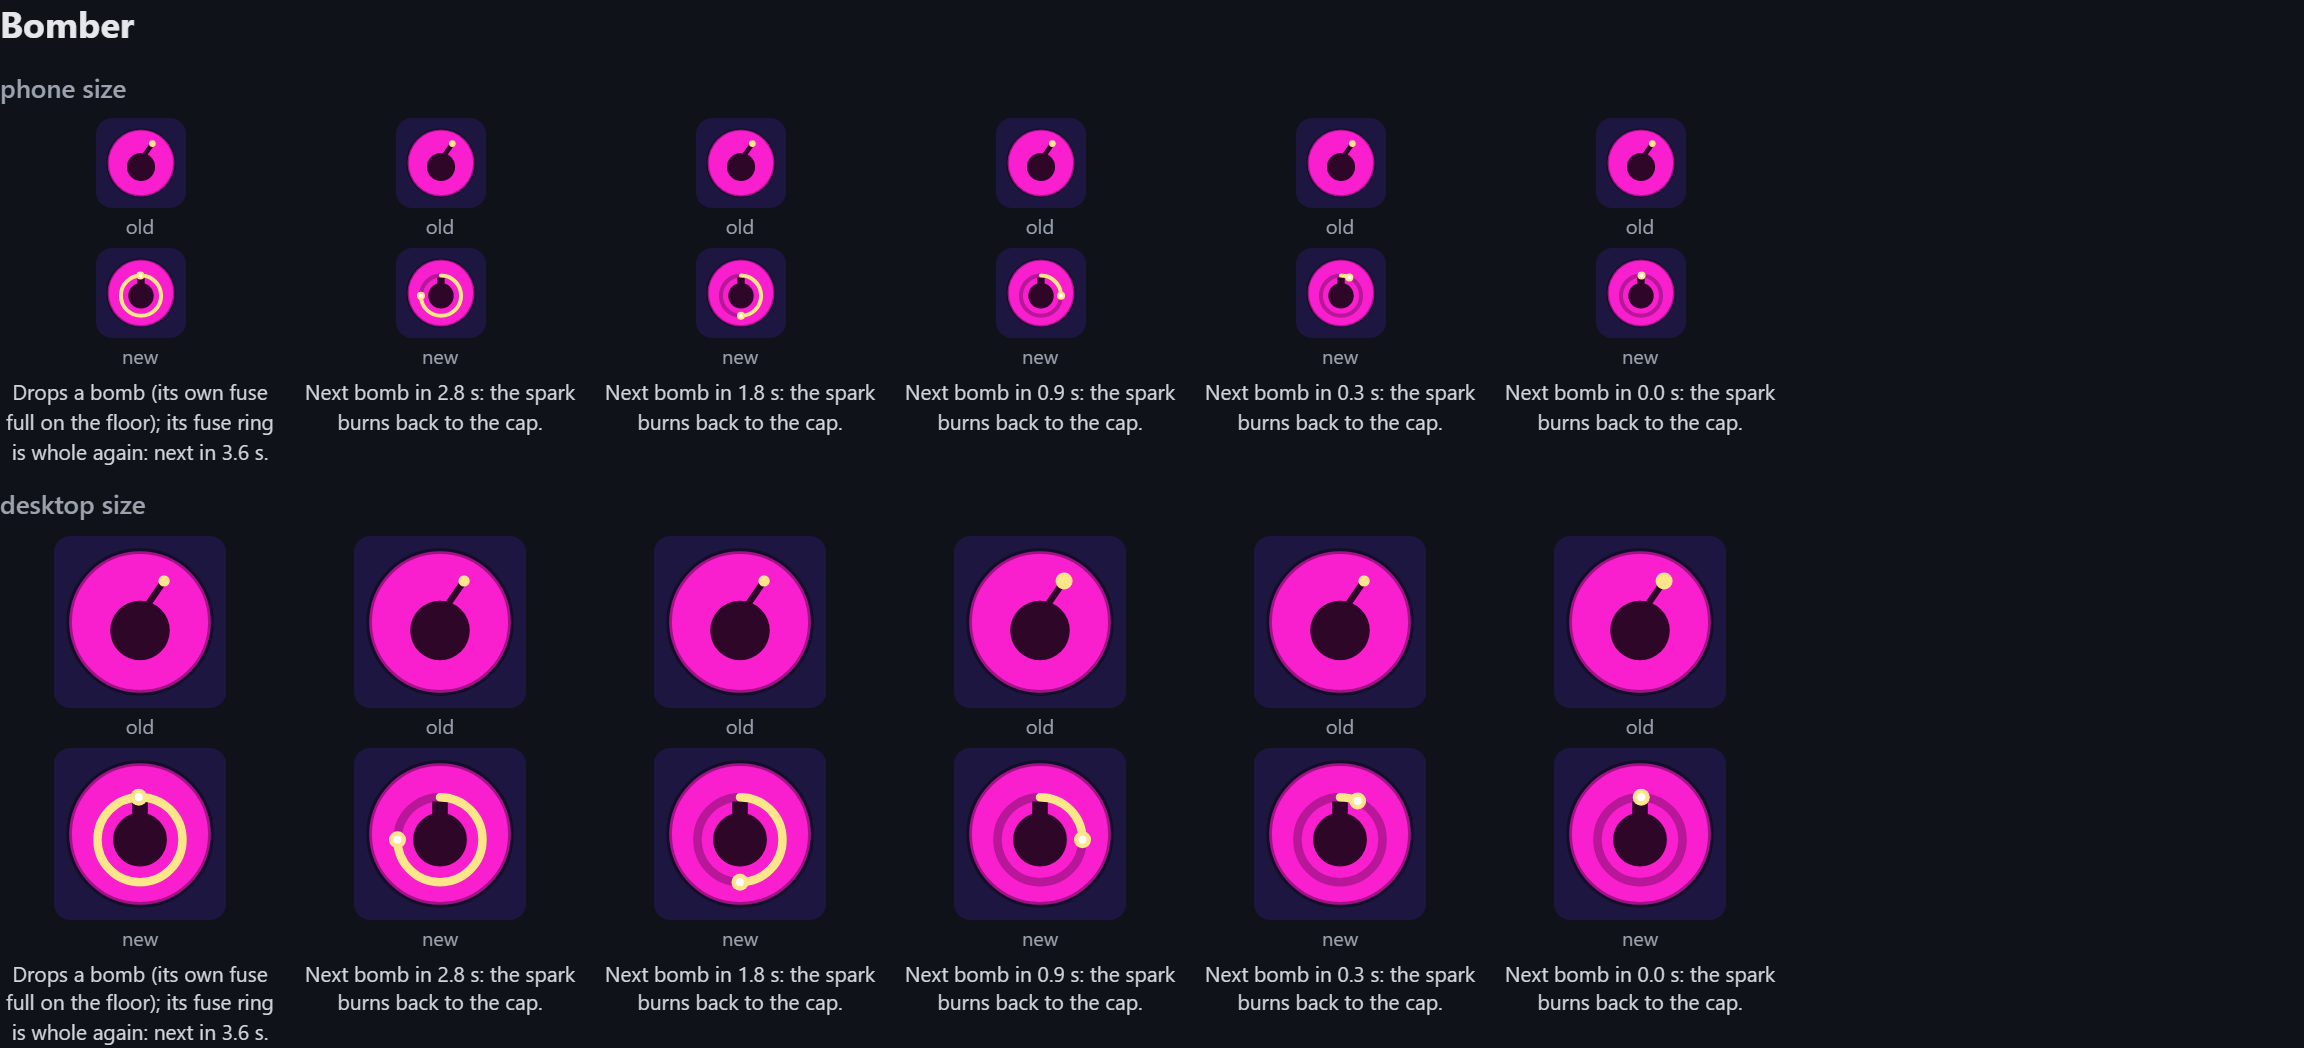 Bomber
phone size
old old old old old old
new new new new new new
Drops a bomb (its own fuse
full on the floor); its fuse ring
is whole again: next in 3.6 s.
Next bomb in 2.8 s: the spark
burns back to the cap.
Next bomb in 1.8 s: the spark
burns back to the cap.
Next bomb in 0.9 s: the spark
burns back to the cap.
Next bomb in 0.3 s: the spark
burns back to the cap.
Next bomb in 0.0 s: the spark
burns back to the cap.
desktop size
old old old old old old
new new new new new new
Drops a bomb (its own fuse
full on the floor); its fuse ring
is whole again: next in 3.6 s.
Next bomb in 2.8 s: the spark
burns back to the cap.
Next bomb in 1.8 s: the spark
burns back to the cap.
Next bomb in 0.9 s: the spark
burns back to the cap.
Next bomb in 0.3 s: the spark
burns back to the cap.
Next bomb in 0.0 s: the spark
burns back to the cap.